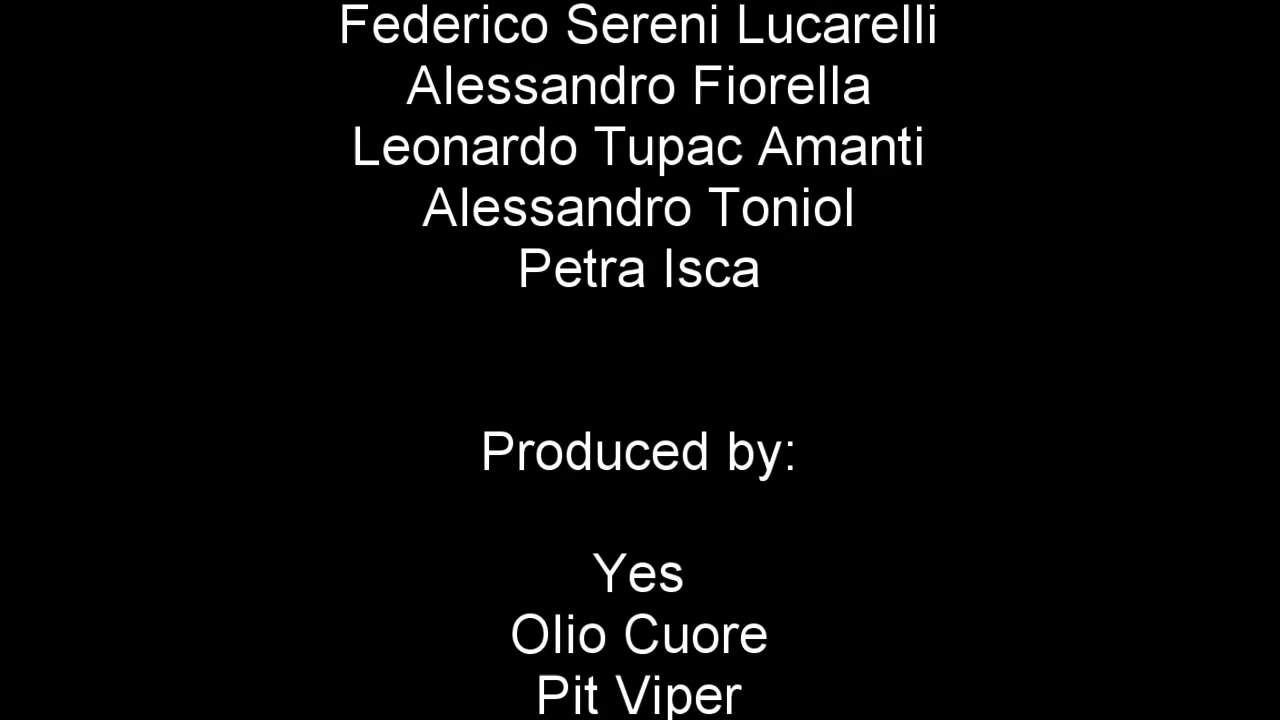 Federico Sereni Lucarelli
Alessandro Fiorella
Leonardo Tupac Amanti
Alessandro Toniol
Petra Isca
Produced by:
Yes
Olio Cuore
Pit Viper